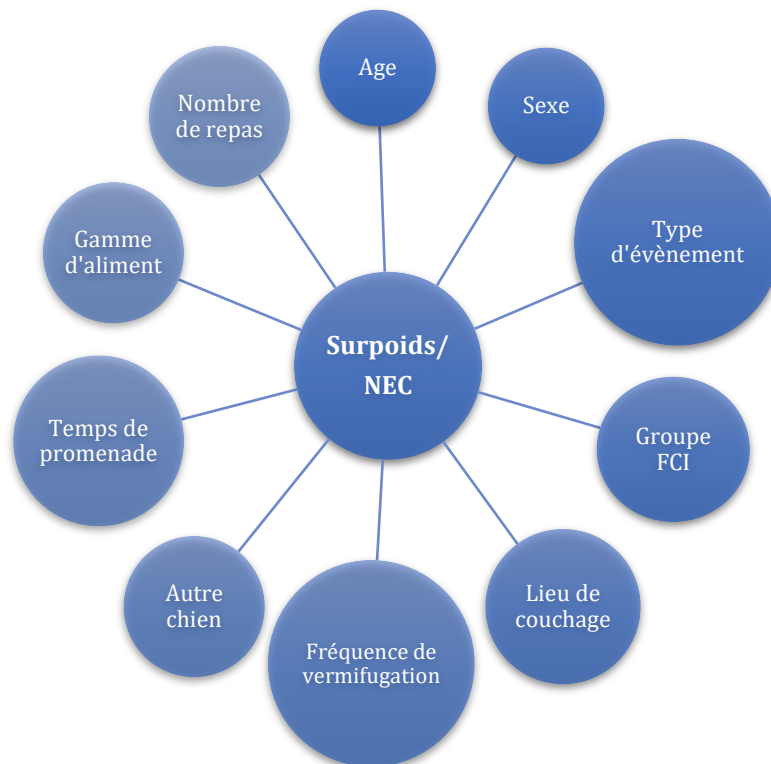 Age
Sexe
Type
d'évènement
Groupe
FCI
Lieu de
couchage
Fréquence de
vermifugation
Autre
chien
Temps de
promenade
Gamme
d'aliment
Nombre
de repas
Surpoids/
NEC